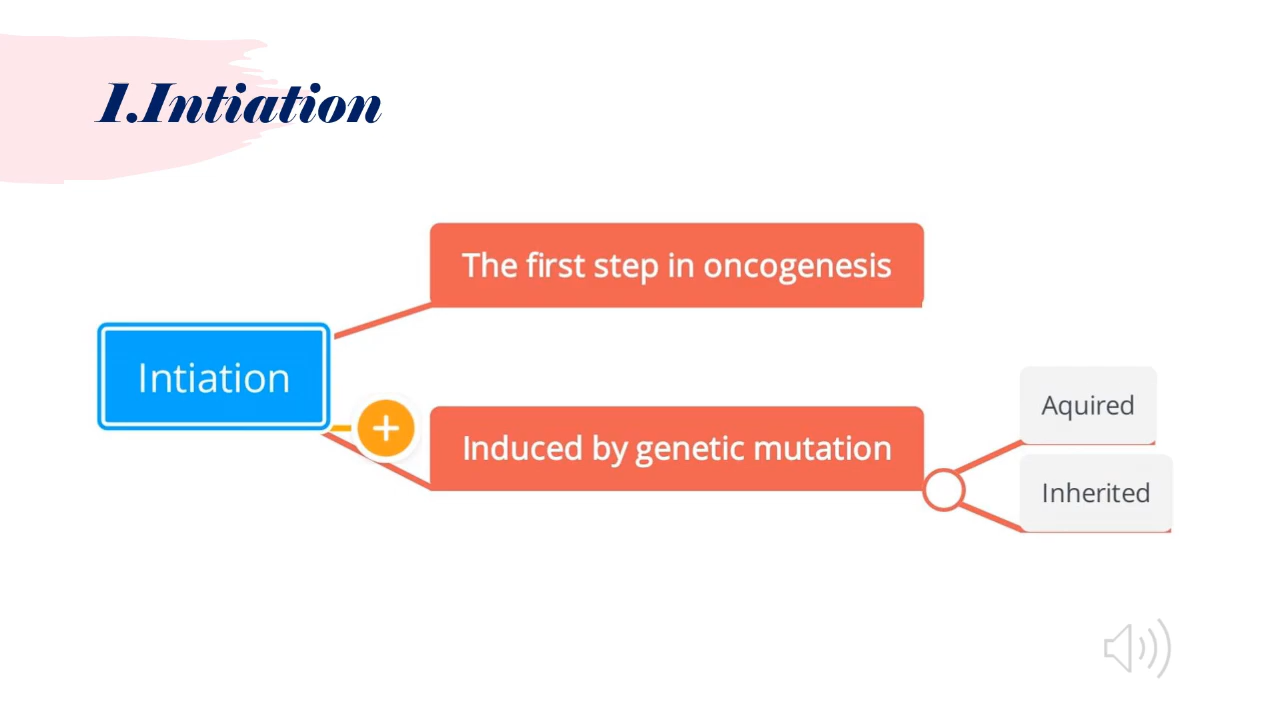 1.Intiation
The first step in oncogenesis
Intiation
Induced by genetic mutation
Aquired
Inherited